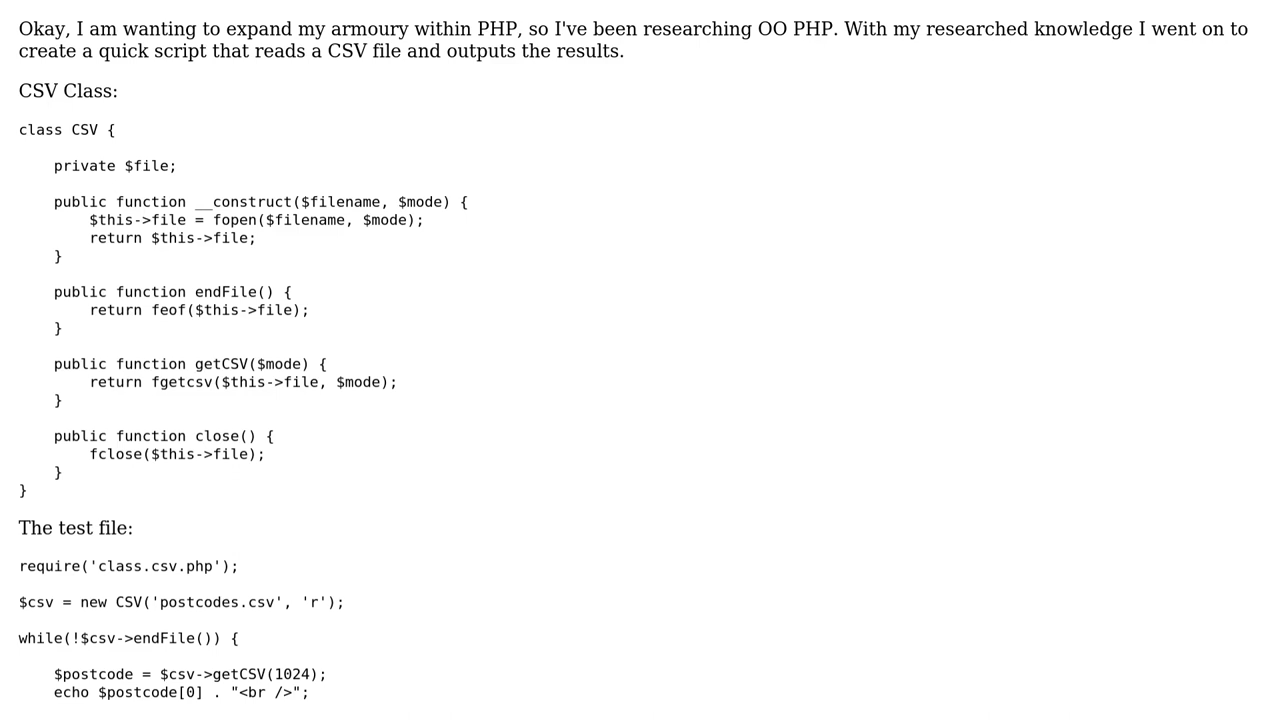 Okay, I am wanting to expand my armoury within PHP, so I've been researching OO PHP. With my researched knowledge I went on to
create a quick script that reads a CSV file and outputs the results.
CSV Class:
class CSV {
    private $file;
    public function __construct($filename, $mode) {
        $this->file = fopen($filename, $mode);
        return $this->file;
    }
    public function endFile() {
        return feof($this->file);
    }
    public function getCSV($mode) {
        return fgetcsv($this->file, $mode);
    }
    public function close() {
        fclose($this->file);
    }
}
The test file:
require('class.csv.php');
$csv = new CSV('postcodes.csv', 'r');
while(!$csv->endFile()) {
    $postcode = $csv->getCSV(1024);
    echo $postcode[0] . "<br />";